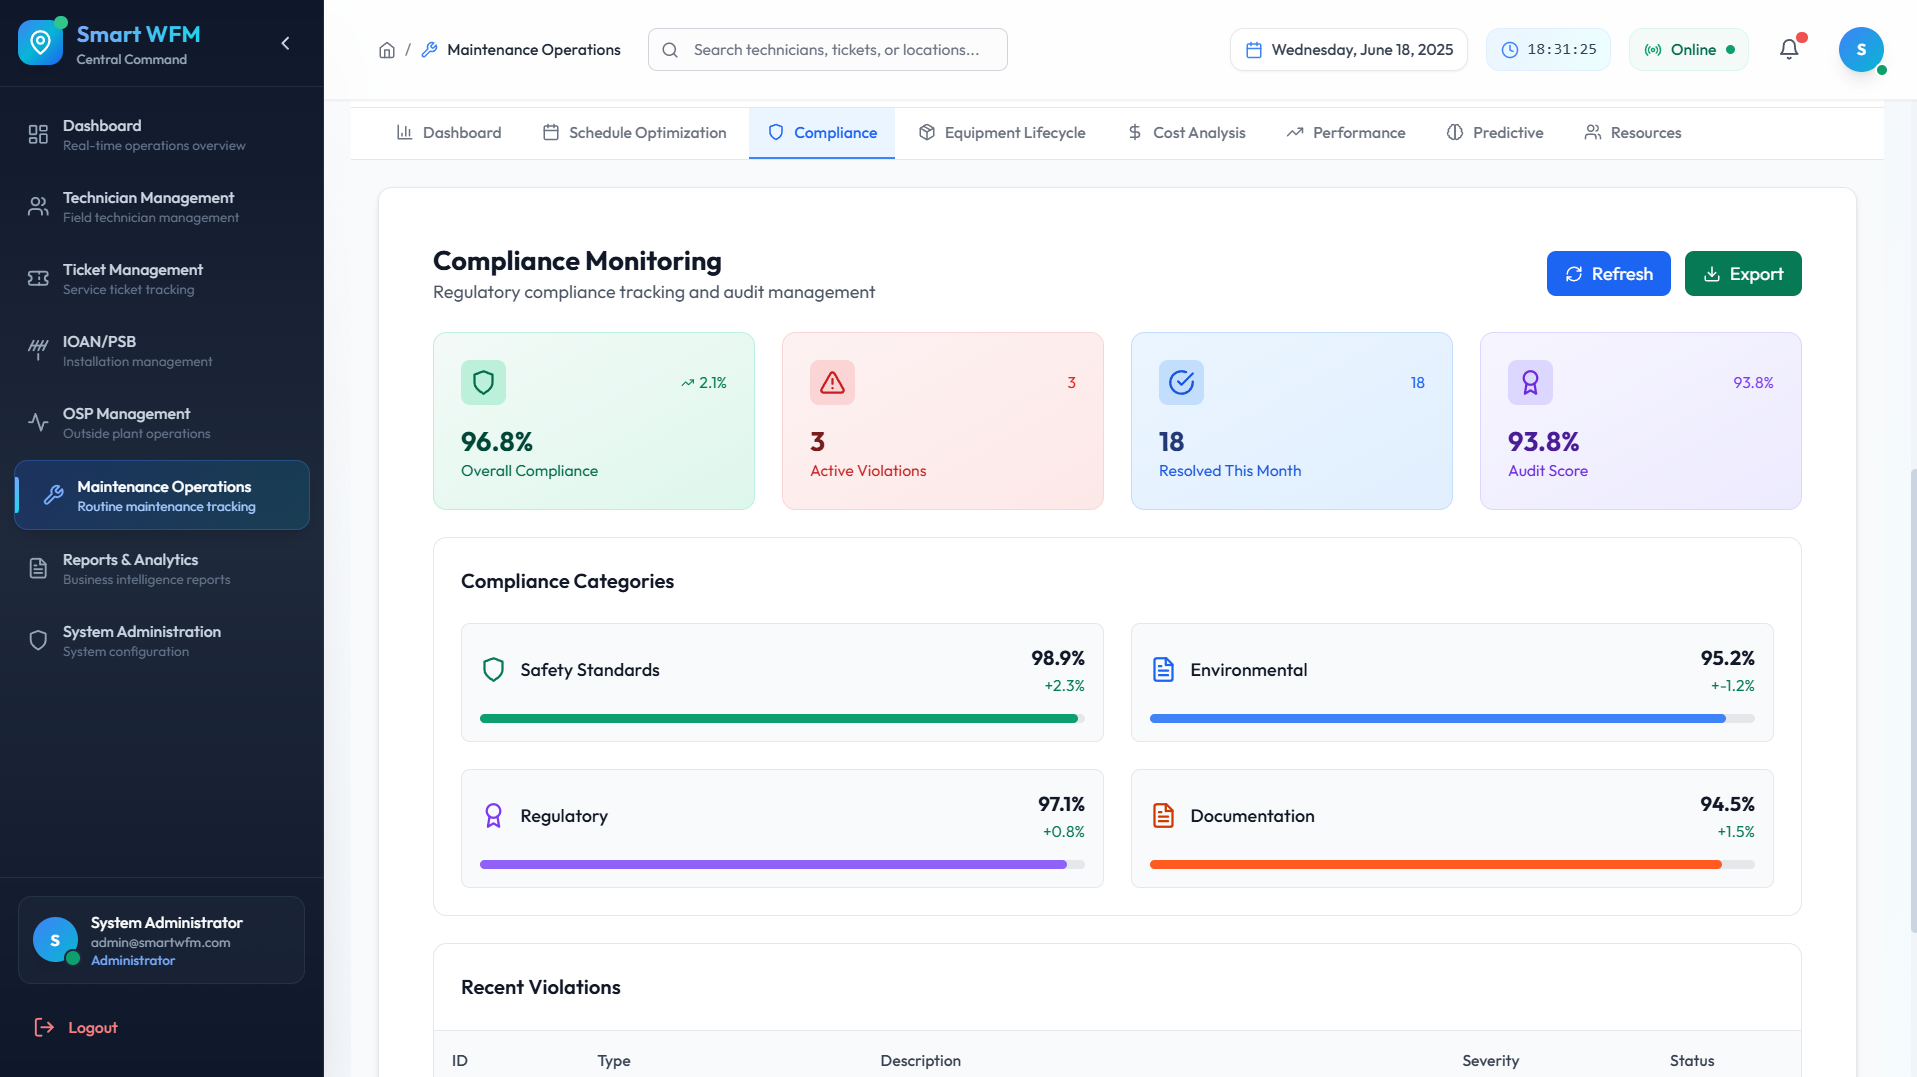 Smart WFM
Central Command
Dashboard
Real-time operations overview
Technician Management
Field technician management
Ticket Management
Service ticket tracking
IOAN/PSB
Installation management
OSP Management
Outside plant operations
Maintenance Operations
Routine maintenance tracking
Reports & Analytics
Business intelligence reports
System Administration
System configuration
S
System Administrator
admin@smartwfm.com
Administrator
Logout
/ Maintenance Operations
Search technicians, tickets, or locations...
Wednesday, June 18, 2025
18:31:25
Online
S
Dashboard
Schedule Optimization
Compliance
Equipment Lifecycle
Cost Analysis
Performance
Predictive
Resources
Compliance Monitoring
Regulatory compliance tracking and audit management
Refresh
Export
2.1%
96.8%
Overall Compliance
3
3
Active Violations
18
18
Resolved This Month
93.8%
93.8%
Audit Score
Compliance Categories
Safety Standards
98.9%
+2.3%
Environmental
95.2%
+-1.2%
Regulatory
97.1%
+0.8%
Documentation
94.5%
+1.5%
Recent Violations
ID Type Description Severity Status